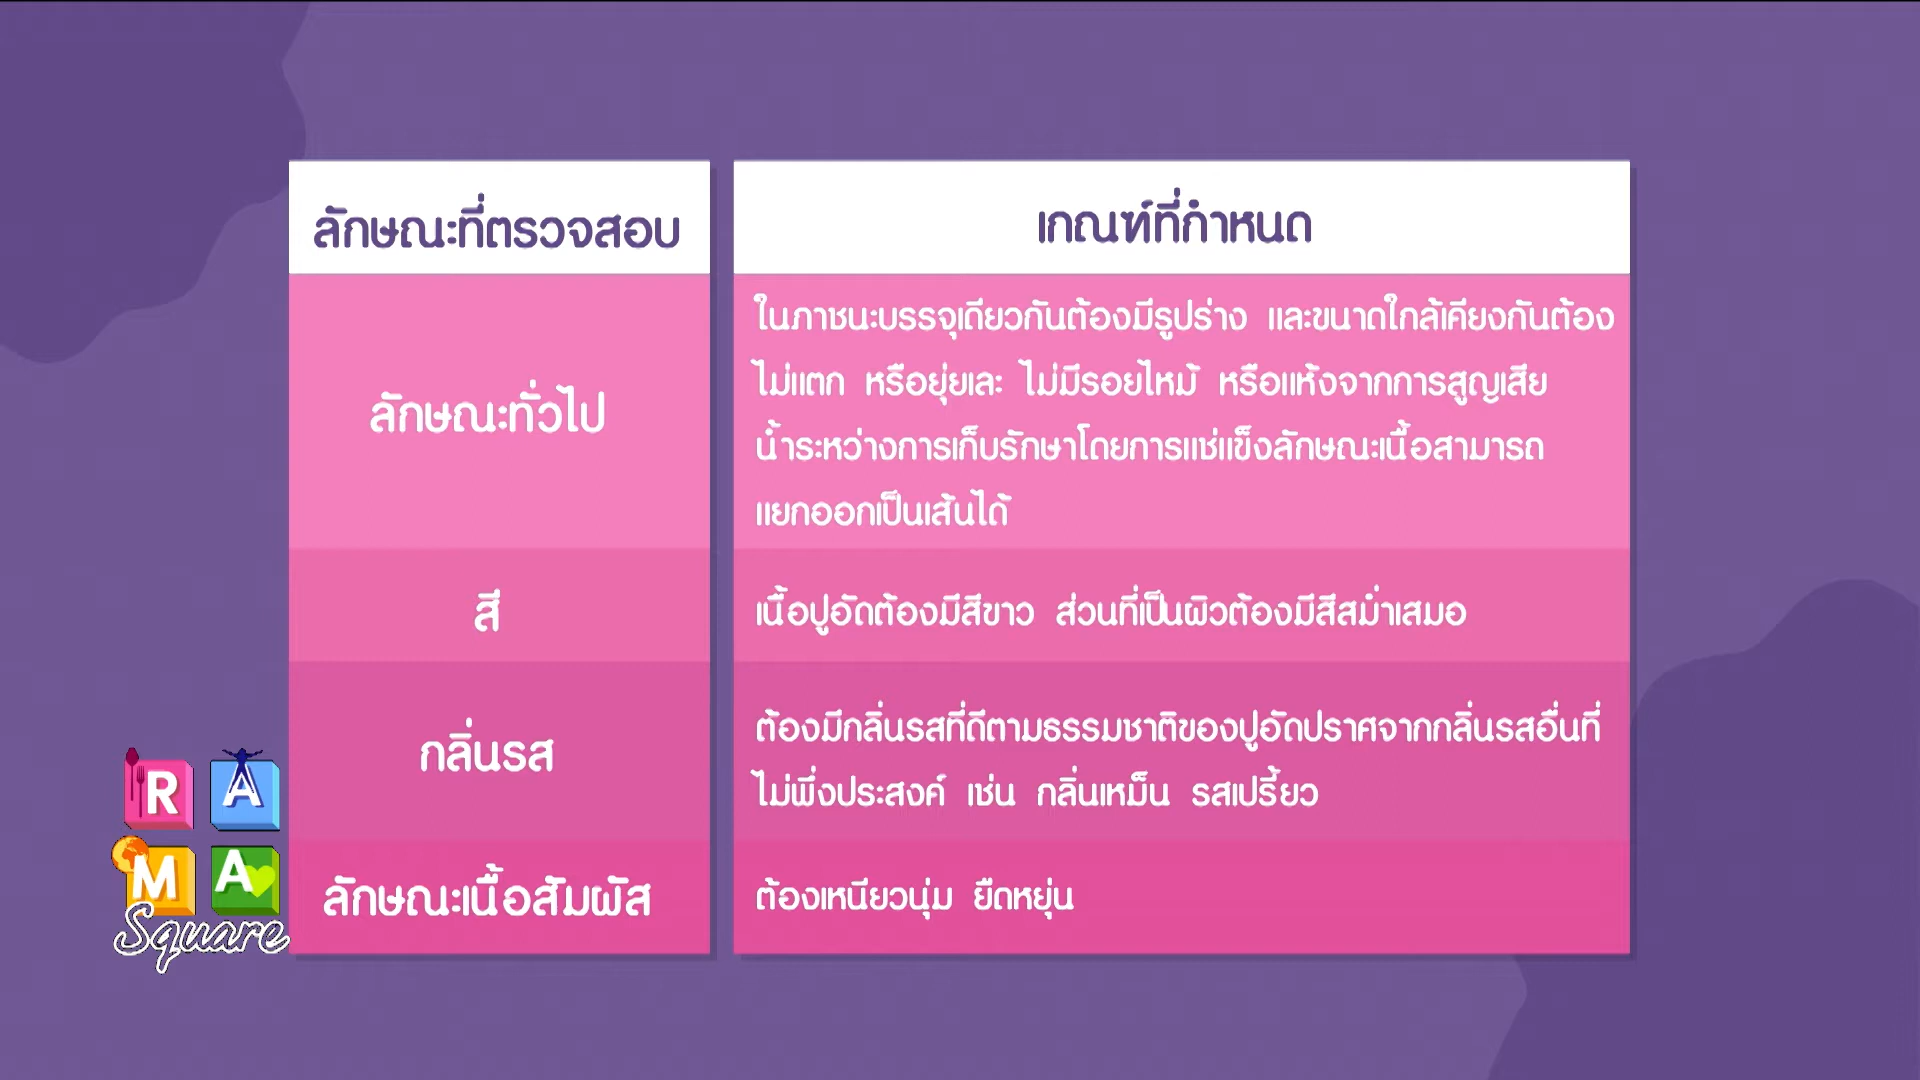 ลักษณะที่ตรวจสอบ
เกณฑ์ที่กำหนด
ลักษณะทั่วไป
ในภาชนะบรรจุเดียวกันต้องมีรูปร่าง และขนาดใกล้เคียงกันต้อง
ไม่แตก หรือยุ่ยเละ ไม่มีรอยไหม้ หรือแห้งจากการสูญเสีย
น้ำระหว่างการเก็บรักษาโดยการแช่แข็งลักษณะเนื้อสามารถ
แยกออกเป็นเส้นได้
สี
เนื้อปูอัดต้องมีสีขาว ส่วนที่เป็นผิวต้องมีสีสม่ำเสมอ
กลิ่นรส
ต้องมีกลิ่นรสที่ดีตามธรรมชาติของปูอัดปราศจากกลิ่นรสอื่นที่
ไม่พึ่งประสงค์ เช่น กลิ่นเหม็น รสเปรี้ยว
ลักษณะเนื้อสัมผัส
ต้องเหนียวนุ่ม ยืดหยุ่น
RA
MA
Square